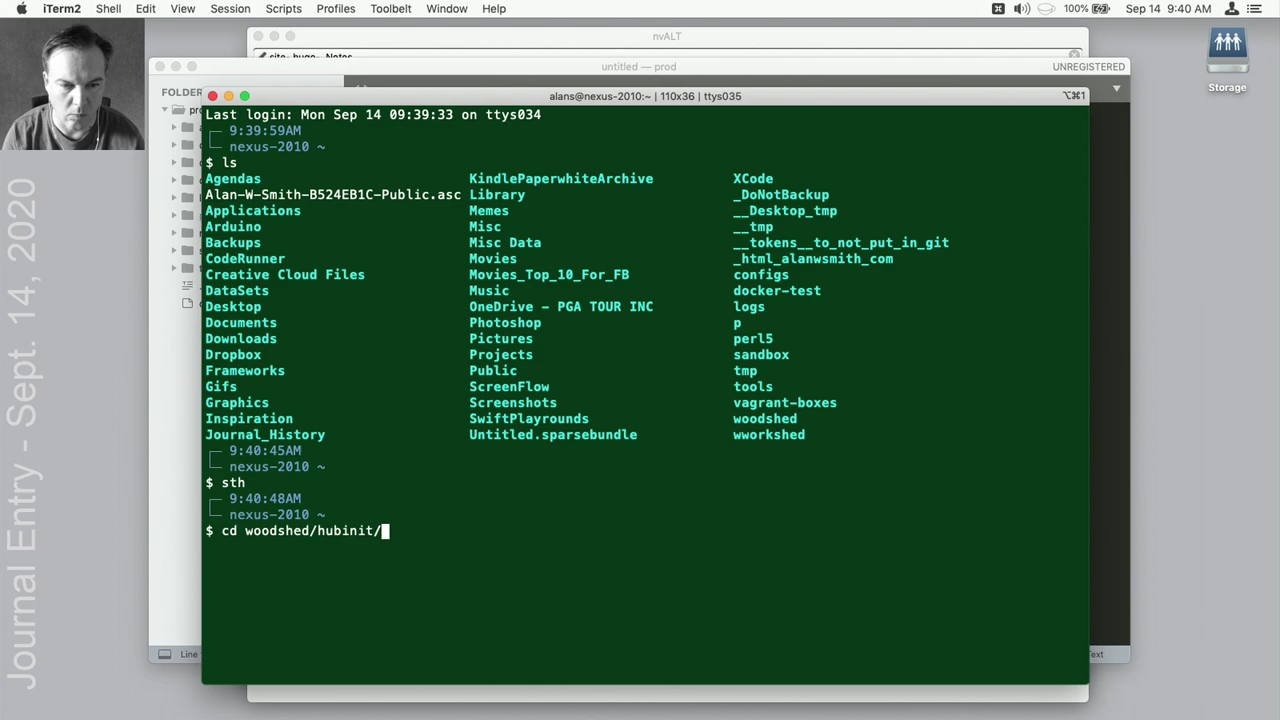 iTerm2 Shell Edit View Session Scripts Profiles Toolbelt Window Help 100% Sep 14 9:40 AM
nvALT
untitled — prod UNREGISTERED
FOLDER
alans@nexus-2010:~ | 110x36 | ttys035 ⌥⌘1
Last login: Mon Sep 14 09:39:33 on ttys034
9:39:59AM
nexus-2010 ~
$ ls
Agendas KindlePaperwhiteArchive XCode
Alan-W-Smith-B524EB1C-Public.asc Library _DoNotBackup
Applications Memes __Desktop_tmp
Arduino Misc __tmp
Backups Misc Data __tokens__to_not_put_in_git
CodeRunner Movies _html_alanwsmith_com
Creative Cloud Files Movies_Top_10_For_FB configs
DataSets Music docker-test
Desktop OneDrive - PGA TOUR INC logs
Documents Photoshop p
Downloads Pictures perl5
Dropbox Projects sandbox
Frameworks Public tmp
Gifs ScreenFlow tools
Graphics Screenshots vagrant-boxes
Inspiration SwiftPlayrounds woodshed
Journal_History Untitled.sparsebundle wworkshed
9:40:45AM
nexus-2010 ~
$ sth
9:40:48AM
nexus-2010 ~
$ cd woodshed/hubinit/
Line
Storage
Journal Entry - Sept. 14, 2020